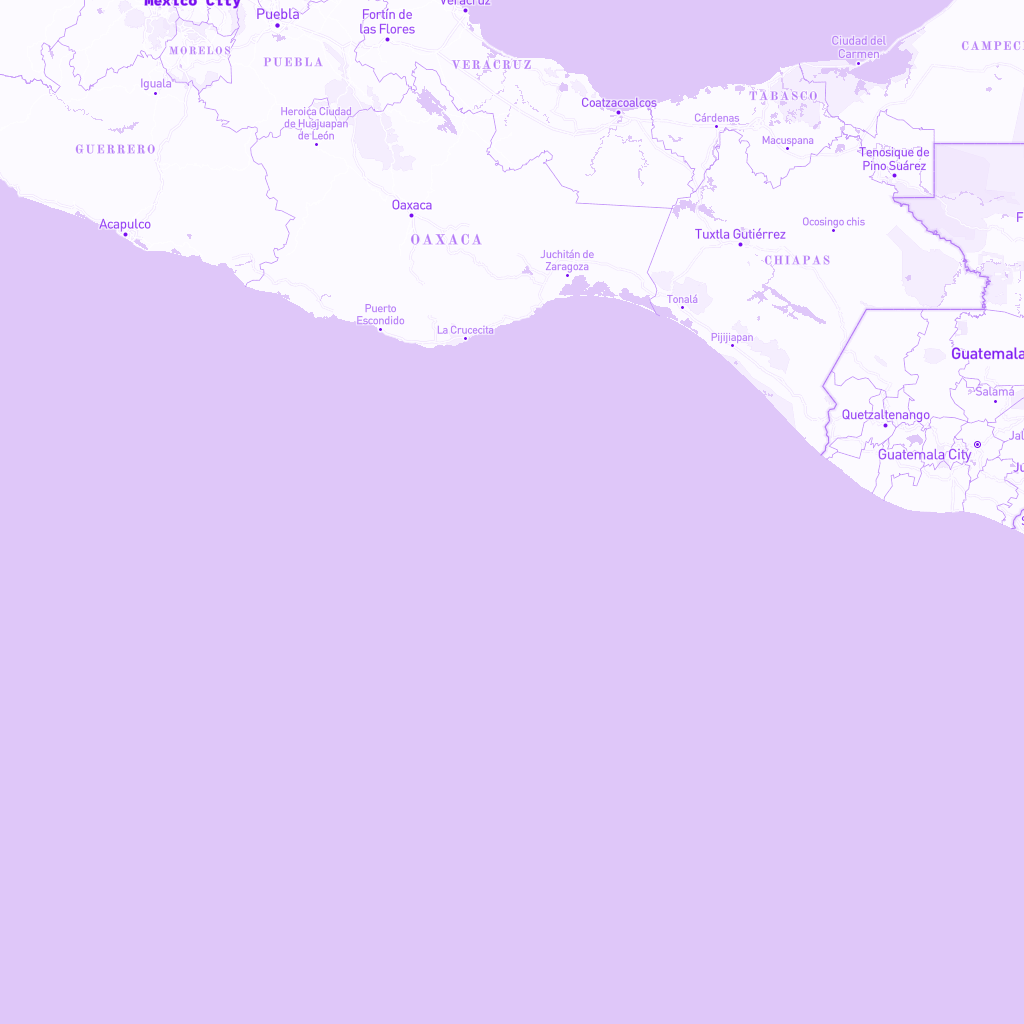 Mexico City
Veracruz
Puebla
Fortín de
las Flores
Ciudad del
Carmen
MORELOS
PUEBLA
VERACRUZ
Iguala
Coatzacoalcos
TABASCO
Heroica Ciudad
de Huajuapan
de León
Cárdenas
Macuspana
GUERRERO
Tenosique de
Pino Suárez
Oaxaca
Acapulco
Ocosingo chis
Tuxtla Gutiérrez
OAXACA
Juchitán de
Zaragoza
CHIAPAS
Tonalá
Puerto
Escondido
La Crucecita
Pijijiapan
Guatemala
Salamá
Quetzaltenango
Guatemala City